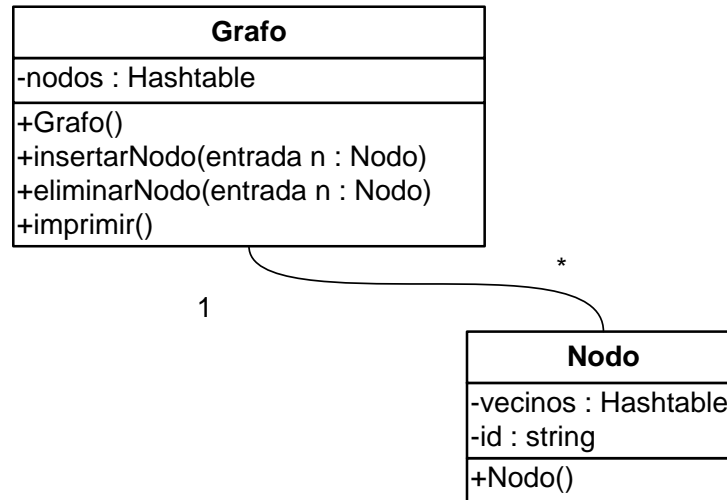 Grafo
-nodos : Hashtable
+Grafo()
+insertarNodo(entrada n : Nodo)
+eliminarNodo(entrada n : Nodo)
+imprimir()
*
1
Nodo
-vecinos : Hashtable
-id : string
+Nodo()